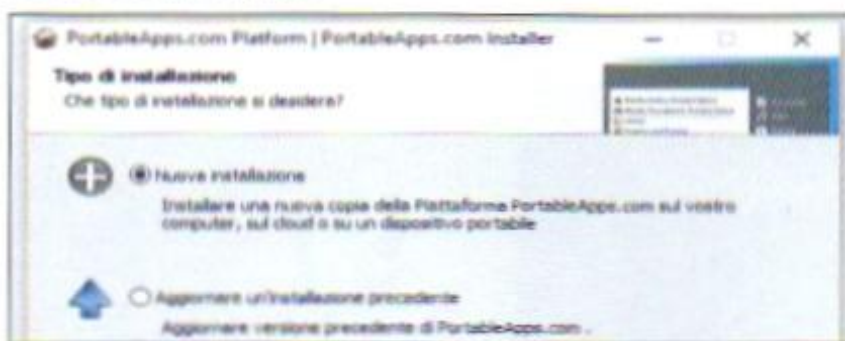 PortableApps.com Platform | PortableApps.com Installer
Tipo di installazione
Che tipo di installazione si desidera?
Nuova installazione
Installare una nuova copia della Piattaforma PortableApps.com sul vostro
computer, sul cloud o su un dispositivo portabile
Aggiornare un'installazione precedente
Aggiornare versione precedente di PortableApps.com .